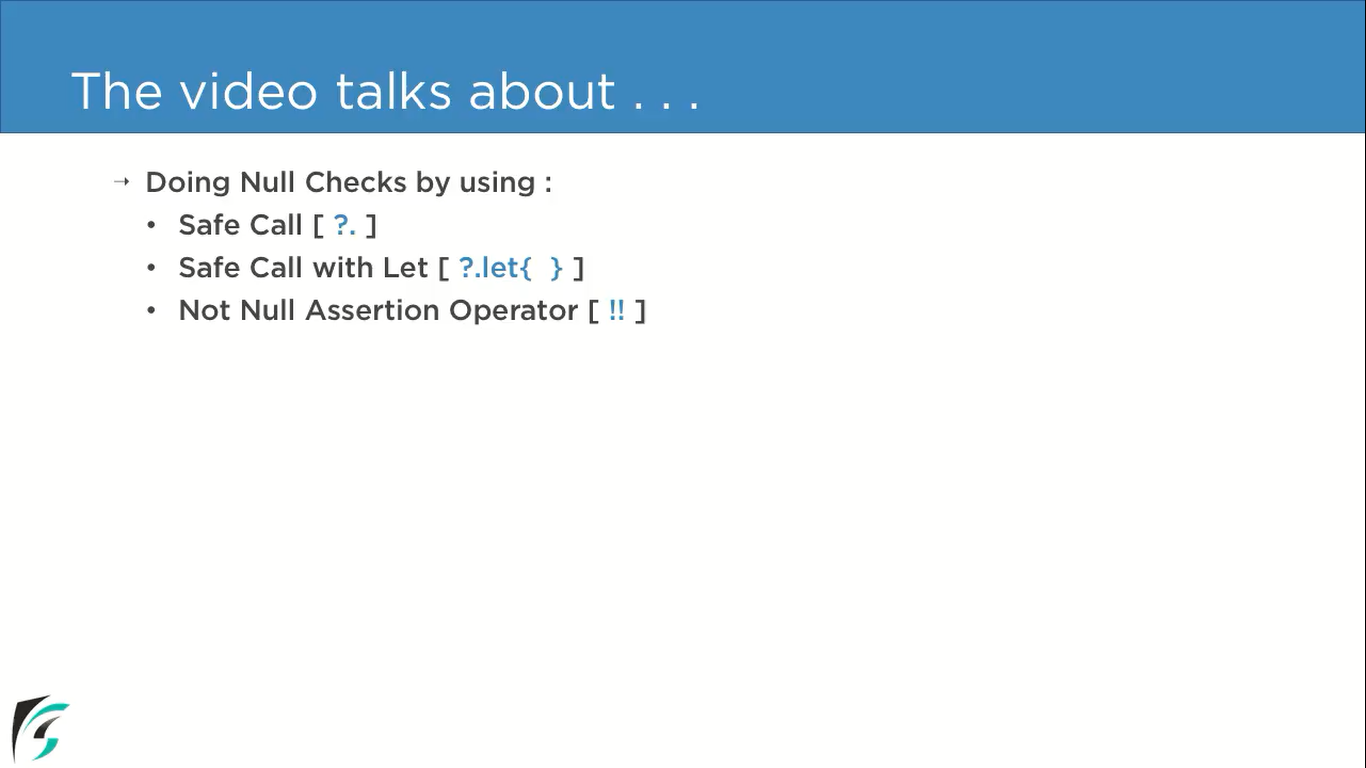 The video talks about . . .
→ Doing Null Checks by using :
• Safe Call [ ?. ]
• Safe Call with Let [ ?.let{  } ]
• Not Null Assertion Operator [ !! ]